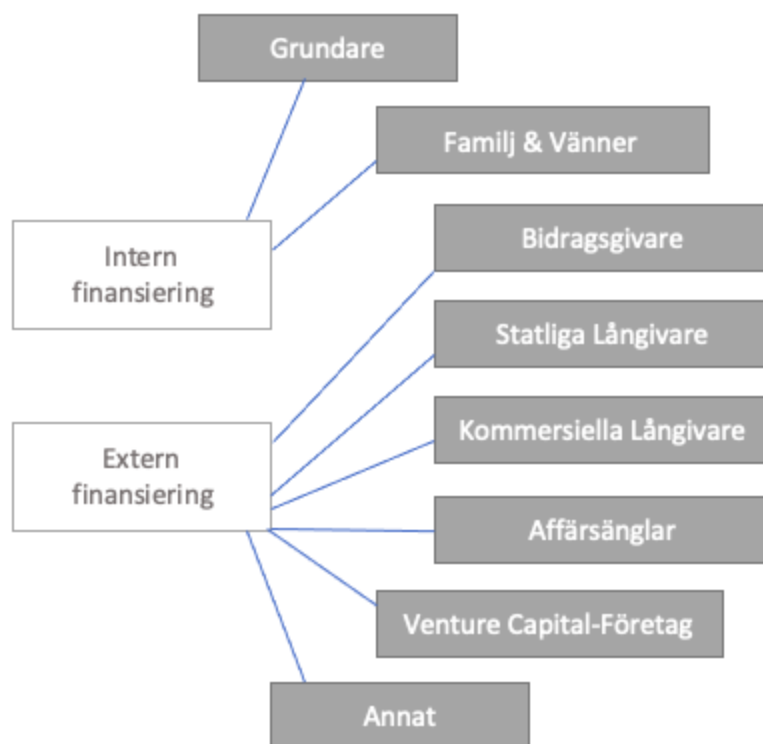 Grundare
Familj & Vänner
Intern
finansiering
Bidragsgivare
Statliga Långivare
Kommersiella Långivare
Extern
finansiering
Affärsänglar
Venture Capital-Företag
Annat